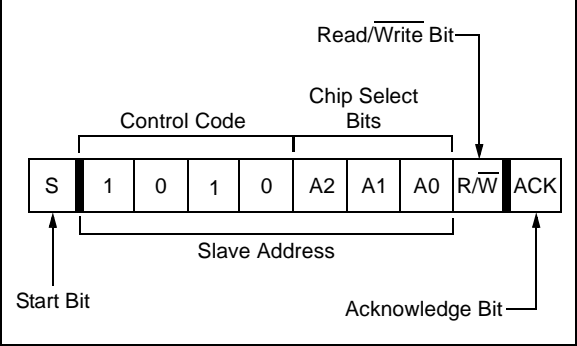 Read/Write Bit
Chip Select
Bits
Control Code
S 1 0 1 0 A2 A1 A0 R/W ACK
Slave Address
Start Bit
Acknowledge Bit